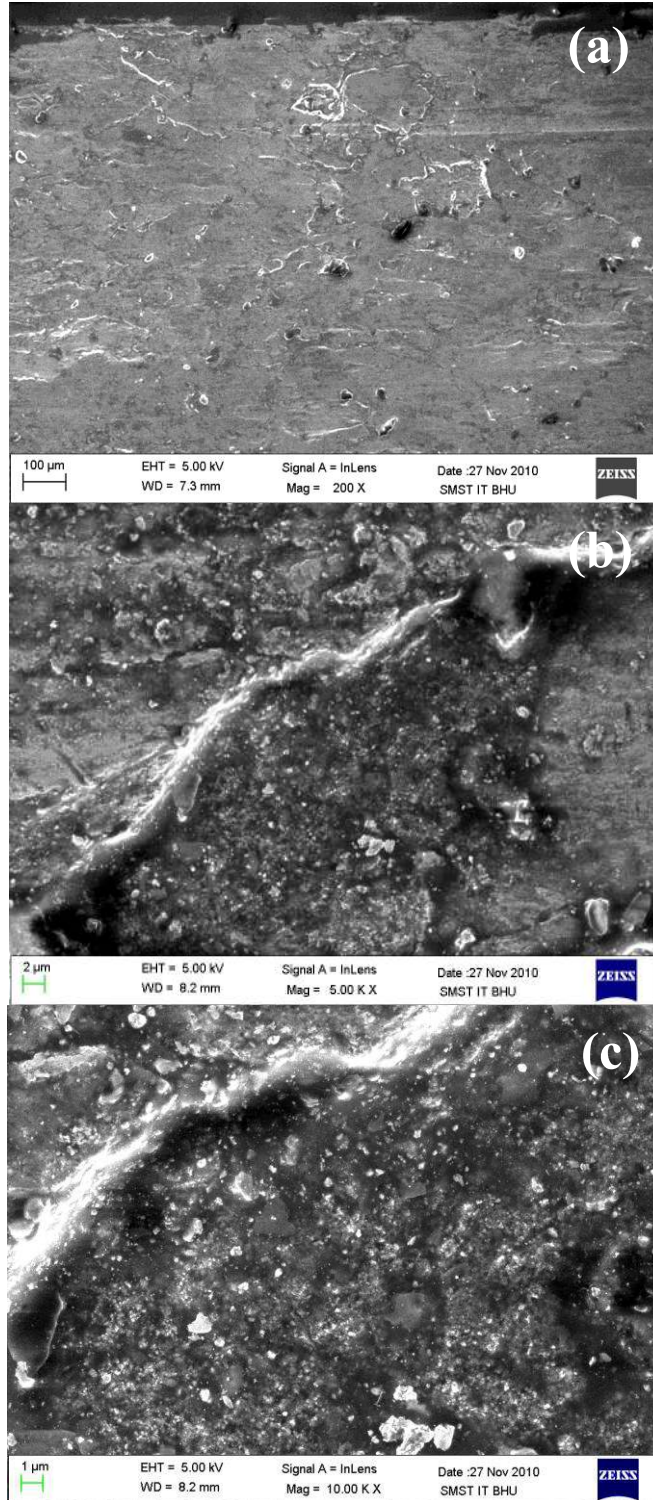 (a)
100 µm EHT = 5.00 kV Signal A = InLens Date :27 Nov 2010 ZEISS
WD = 7.3 mm Mag = 200 X SMST IT BHU
(b)
2 µm EHT = 5.00 kV Signal A = InLens Date :27 Nov 2010 ZEISS
WD = 8.2 mm Mag = 5.00 K X SMST IT BHU
(c)
1 µm EHT = 5.00 kV Signal A = InLens Date :27 Nov 2010 ZEISS
WD = 8.2 mm Mag = 10.00 K X SMST IT BHU